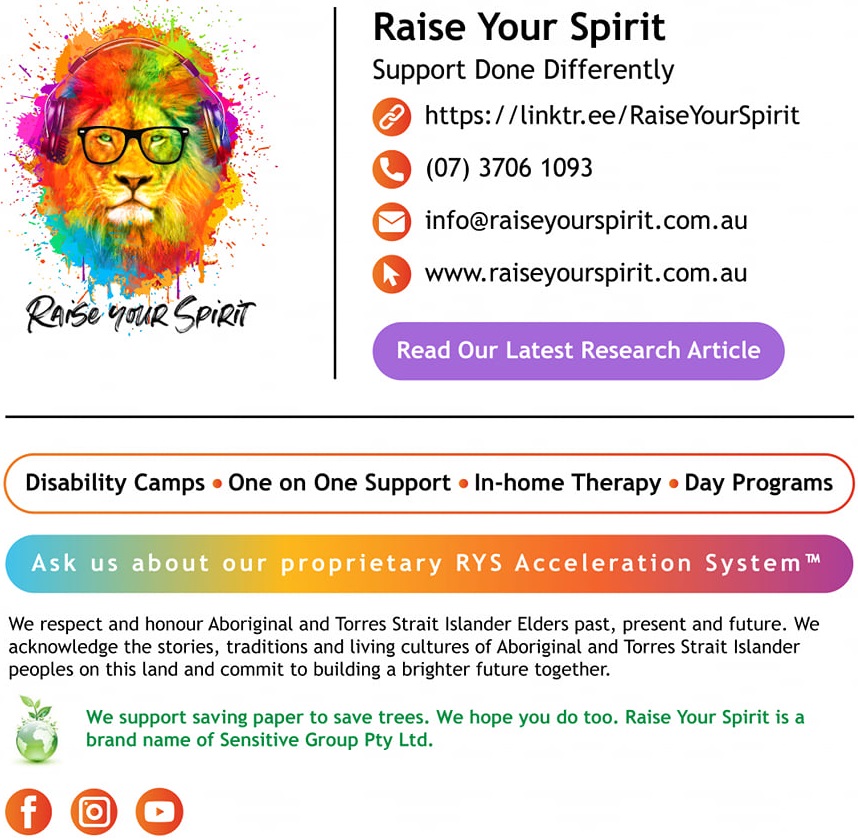 Raise Your Spirit
Support Done Differently
https://linktr.ee/RaiseYourSpirit
(07) 3706 1093
info@raiseyourspirit.com.au
www.raiseyourspirit.com.au
Read Our Latest Research Article
RAISE YOUR SPIRIT
Disability Camps • One on One Support • In-home Therapy • Day Programs
Ask us about our proprietary RYS Acceleration System™
We respect and honour Aboriginal and Torres Strait Islander Elders past, present and future. We
acknowledge the stories, traditions and living cultures of Aboriginal and Torres Strait Islander
peoples on this land and commit to building a brighter future together.
We support saving paper to save trees. We hope you do too. Raise Your Spirit is a
brand name of Sensitive Group Pty Ltd.